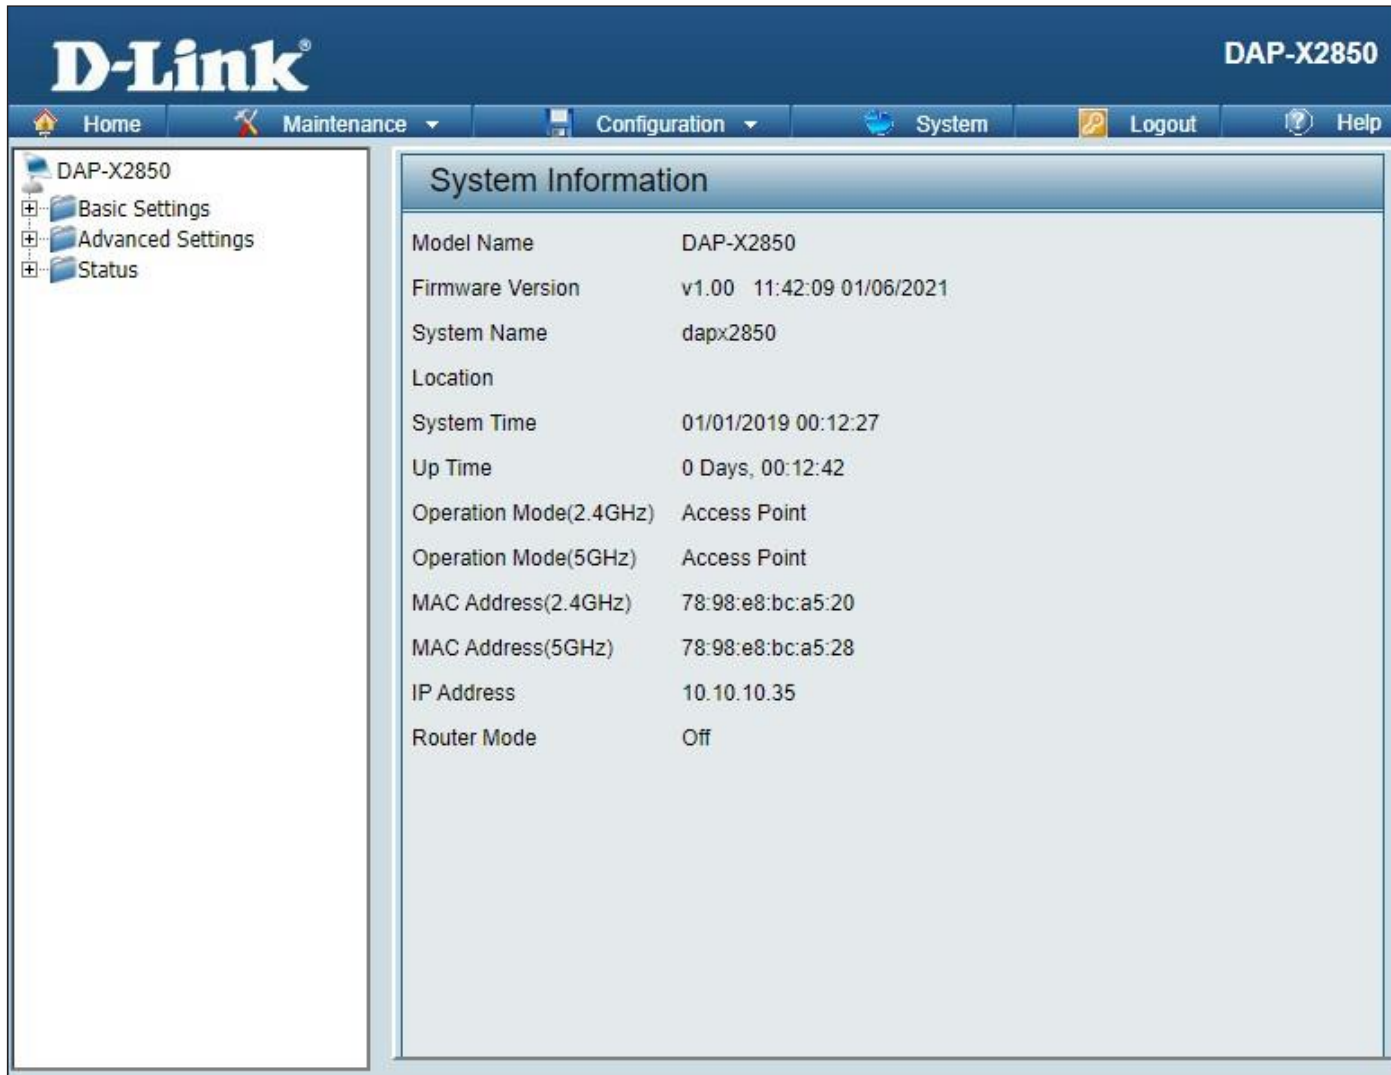 D-Link®
DAP-X2850
Home Maintenance Configuration System Logout Help
DAP-X2850
Basic Settings
Advanced Settings
Status
System Information
Model Name DAP-X2850
Firmware Version v1.00 11:42:09 01/06/2021
System Name dapx2850
Location
System Time 01/01/2019 00:12:27
Up Time 0 Days, 00:12:42
Operation Mode(2.4GHz) Access Point
Operation Mode(5GHz) Access Point
MAC Address(2.4GHz) 78:98:e8:bc:a5:20
MAC Address(5GHz) 78:98:e8:bc:a5:28
IP Address 10.10.10.35
Router Mode Off